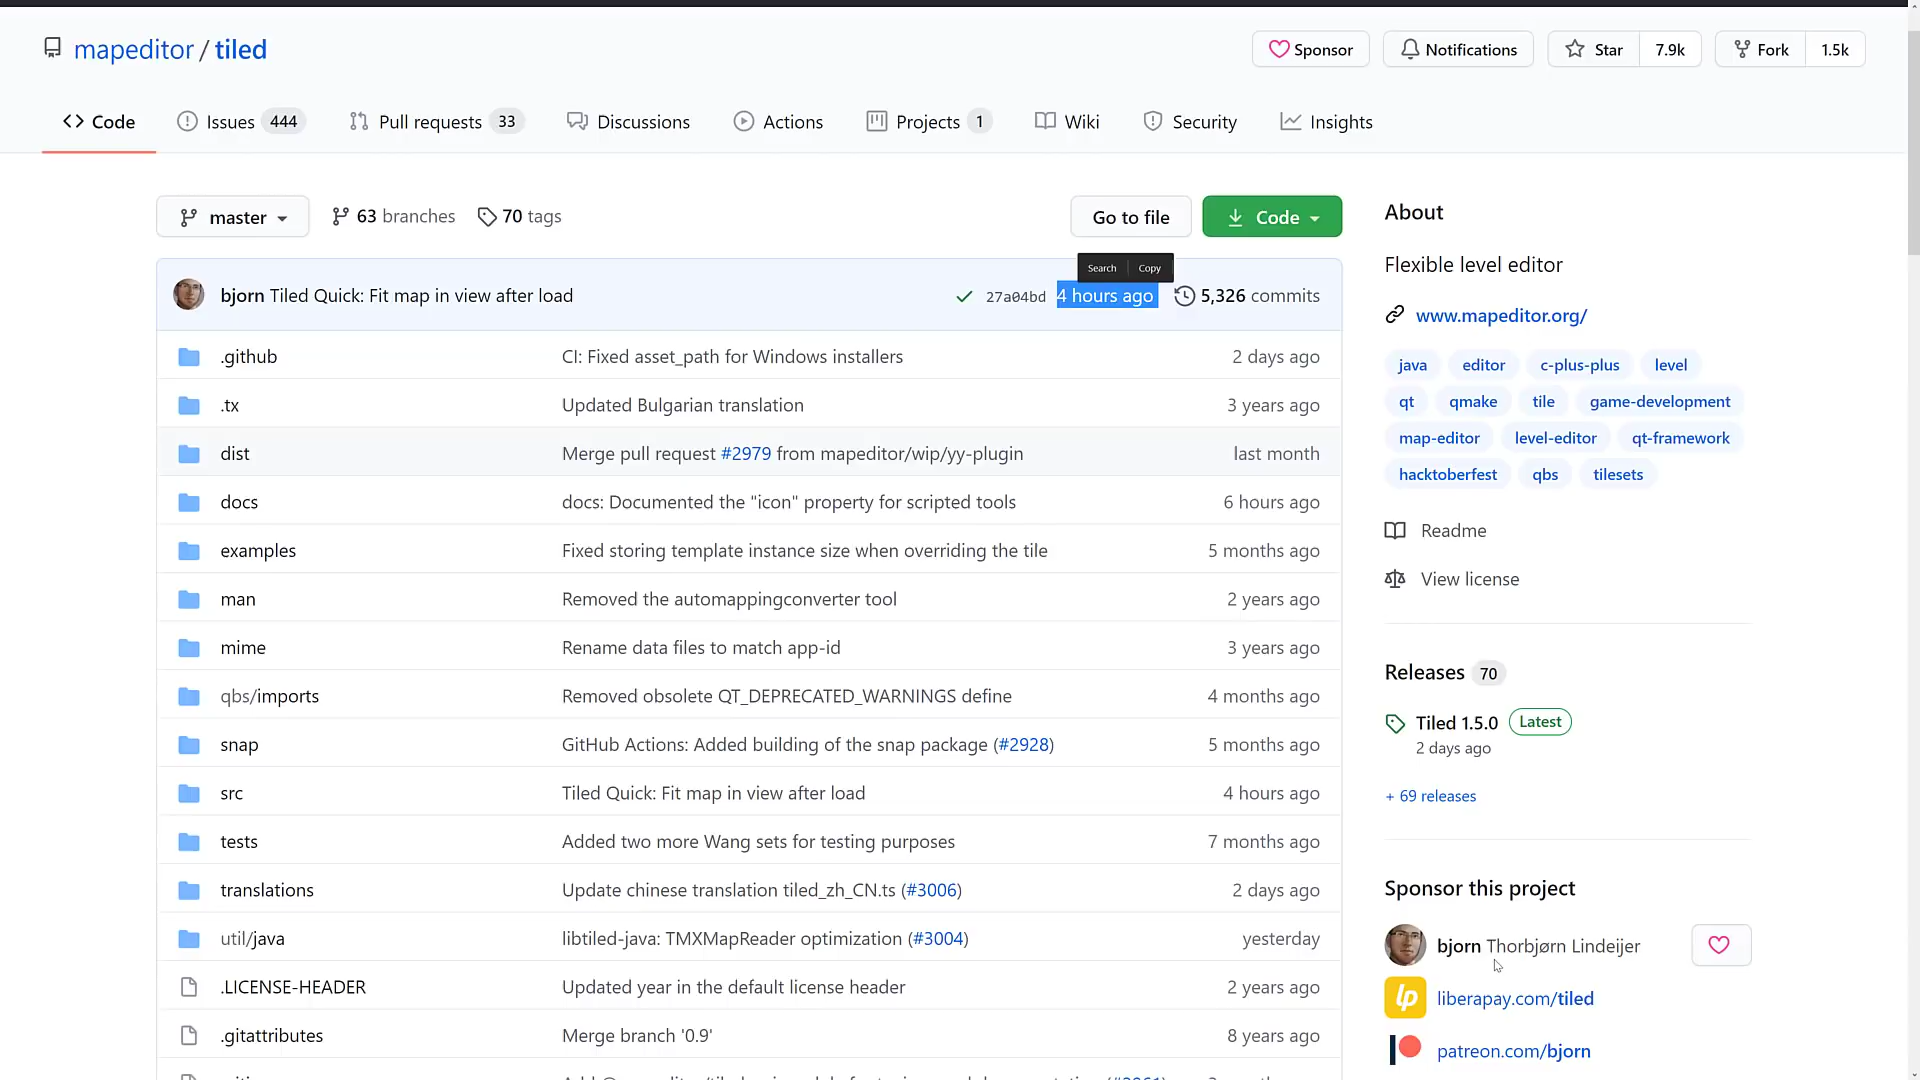 mapeditor / tiled
Sponsor
Notifications
Star 7.9k
Fork 1.5k
Code
Issues 444
Pull requests 33
Discussions
Actions
Projects 1
Wiki
Security
Insights
master
63 branches
70 tags
Go to file
Code
Search Copy
bjorn Tiled Quick: Fit map in view after load 27a04bd 4 hours ago 5,326 commits
.github CI: Fixed asset_path for Windows installers 2 days ago
.tx Updated Bulgarian translation 3 years ago
dist Merge pull request #2979 from mapeditor/wip/yy-plugin last month
docs docs: Documented the "icon" property for scripted tools 6 hours ago
examples Fixed storing template instance size when overriding the tile 5 months ago
man Removed the automappingconverter tool 2 years ago
mime Rename data files to match app-id 3 years ago
qbs/imports Removed obsolete QT_DEPRECATED_WARNINGS define 4 months ago
snap GitHub Actions: Added building of the snap package (#2928) 5 months ago
src Tiled Quick: Fit map in view after load 4 hours ago
tests Added two more Wang sets for testing purposes 7 months ago
translations Update chinese translation tiled_zh_CN.ts (#3006) 2 days ago
util/java libtiled-java: TMXMapReader optimization (#3004) yesterday
.LICENSE-HEADER Updated year in the default license header 2 years ago
.gitattributes Merge branch '0.9' 8 years ago
About
Flexible level editor
www.mapeditor.org/
java editor c-plus-plus level
qt qmake tile game-development
map-editor level-editor qt-framework
hacktoberfest qbs tilesets
Readme
View license
Releases 70
Tiled 1.5.0 Latest
2 days ago
+ 69 releases
Sponsor this project
bjorn Thorbjørn Lindeijer
lp liberapay.com/tiled
patreon.com/bjorn